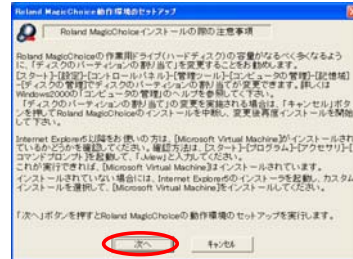 Roland MagicChoice動作環境のセットアップ
Roland MagicChoiceインストールの際の注意事項
Roland MagicChoiceの作業用ドライブ(ハードディスク)の容量がなるべく多くなるよう
に、「ディスクのパーティションの割り当て」を変更することをお勧めします。
[スタート]-[設定]-[コントロールパネル]-[管理ツール]-[コンピュータの管理]-[記憶域]
-[ディスクの管理]でディスクのパーティションの割り当てが変更できます。詳しくは
Windows2000の「コンピュータの管理」のヘルプを参照してください。
「ディスクのパーティションの割り当て」の変更を実施される場合は、「キャンセル」ボタ
ンを押してRoland MagicChoiceのインストールを中断し、変更後再度インストールを開始
して下さい。
Internet Explorer6以降をお使いの方は、[Microsoft Virtual Machine]がインストールされ
ているかどうかを確認してください。確認方法は、[スタート]-[プログラム]-[アクセサリ]-[
コマンドプロンプト]を起動して、「Jview」と入力してください。
これが実行できれば、[Microsoft Virtual Machine]はインストールされています。
インストールされていない場合には、Internet Explorer6のインストーラを起動し、カスタム
インストールを選択して、[Microsoft Virtual Machine]をインストールしてください。
「次へ」ボタンを押すとRoland MagicChoiceの動作環境のセットアップを実行します。
次へ
キャンセル